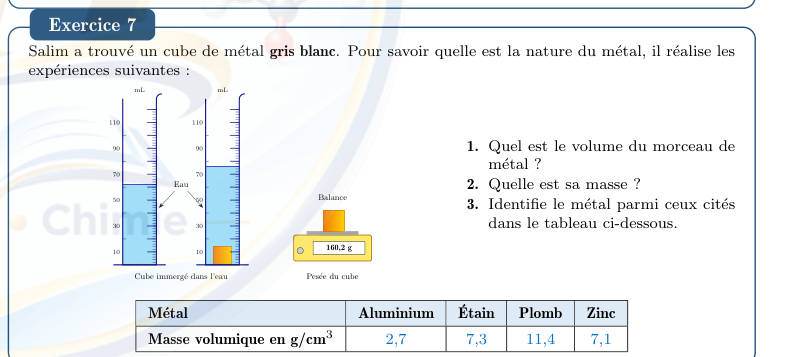 Exercice 7
Salim a trouvé un cube de métal gris blanc. Pour savoir quelle est la nature du métal, il réalise les
expériences suivantes :
mL mL
110 110
90 90
70 70
Eau
50 50
30 30
10 10
Cube immergé dans l'eau
Balance
160,2 g
Pesée du cube
1. Quel est le volume du morceau de
métal ?
2. Quelle est sa masse ?
3. Identifie le métal parmi ceux cités
dans le tableau ci-dessous.
Chimie
Métal Aluminium Étain Plomb Zinc
Masse volumique en g/cm³ 2,7 7,3 11,4 7,1